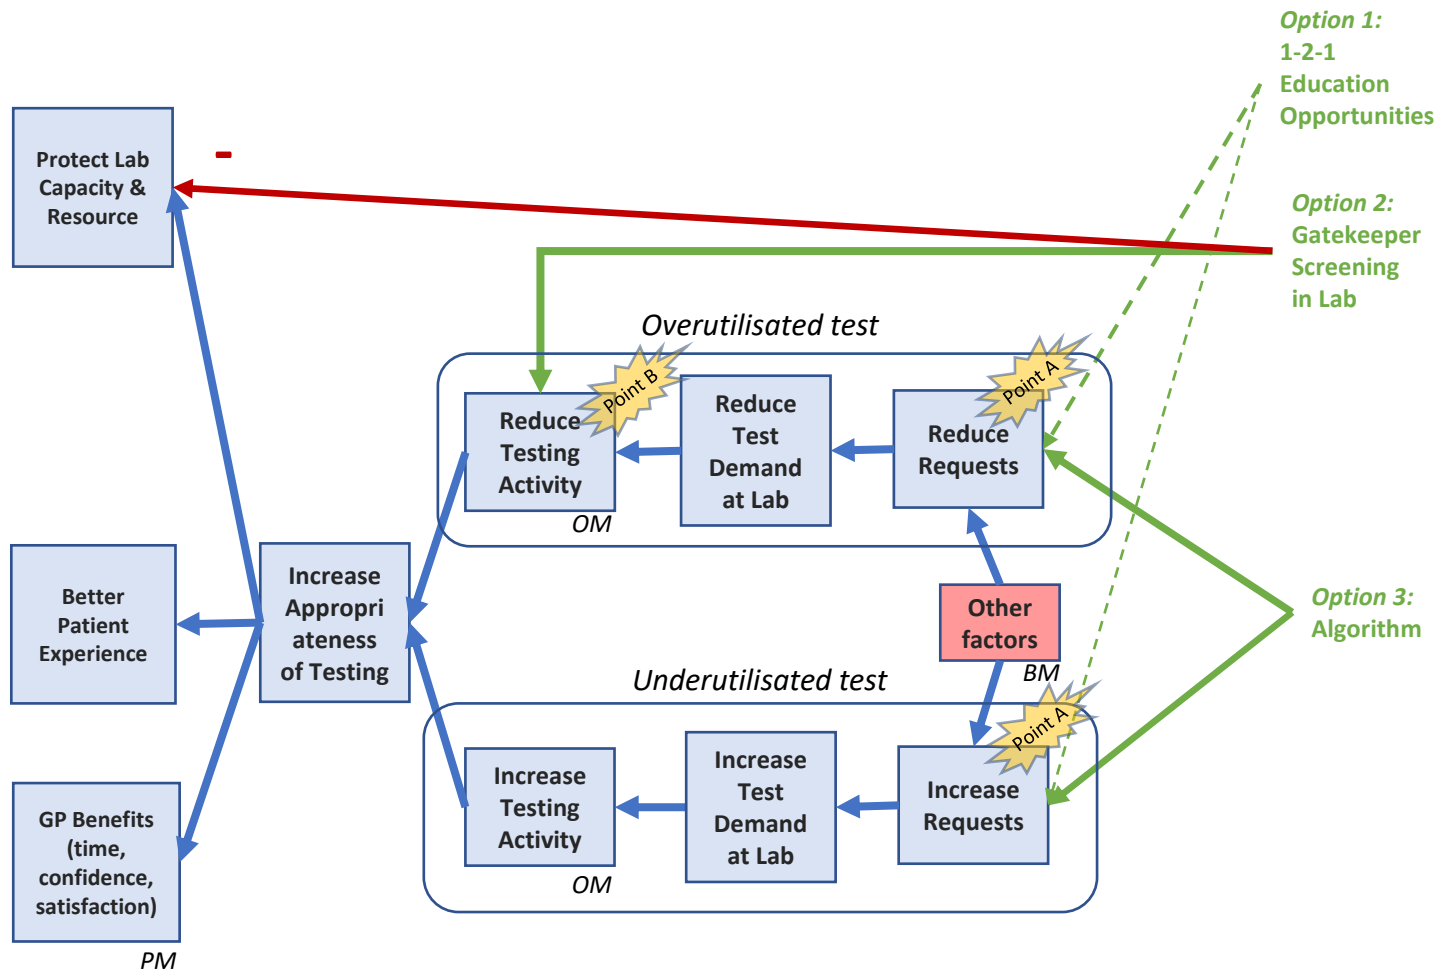 Option 1:
1-2-1
Education
Opportunities
Protect Lab
Capacity &
Resource
-
Option 2:
Gatekeeper
Screening
in Lab
Overutilisated test
Point B
Point A
Reduce
Testing
Activity
OM
Reduce
Test
Demand
at Lab
Reduce
Requests
Better
Patient
Experience
Increase
Appropri
ateness
of Testing
Other
factors
BM
Option 3:
Algorithm
Underutilisated test
Point A
Increase
Testing
Activity
OM
Increase
Test
Demand
at Lab
Increase
Requests
GP Benefits
(time,
confidence,
satisfaction)
PM